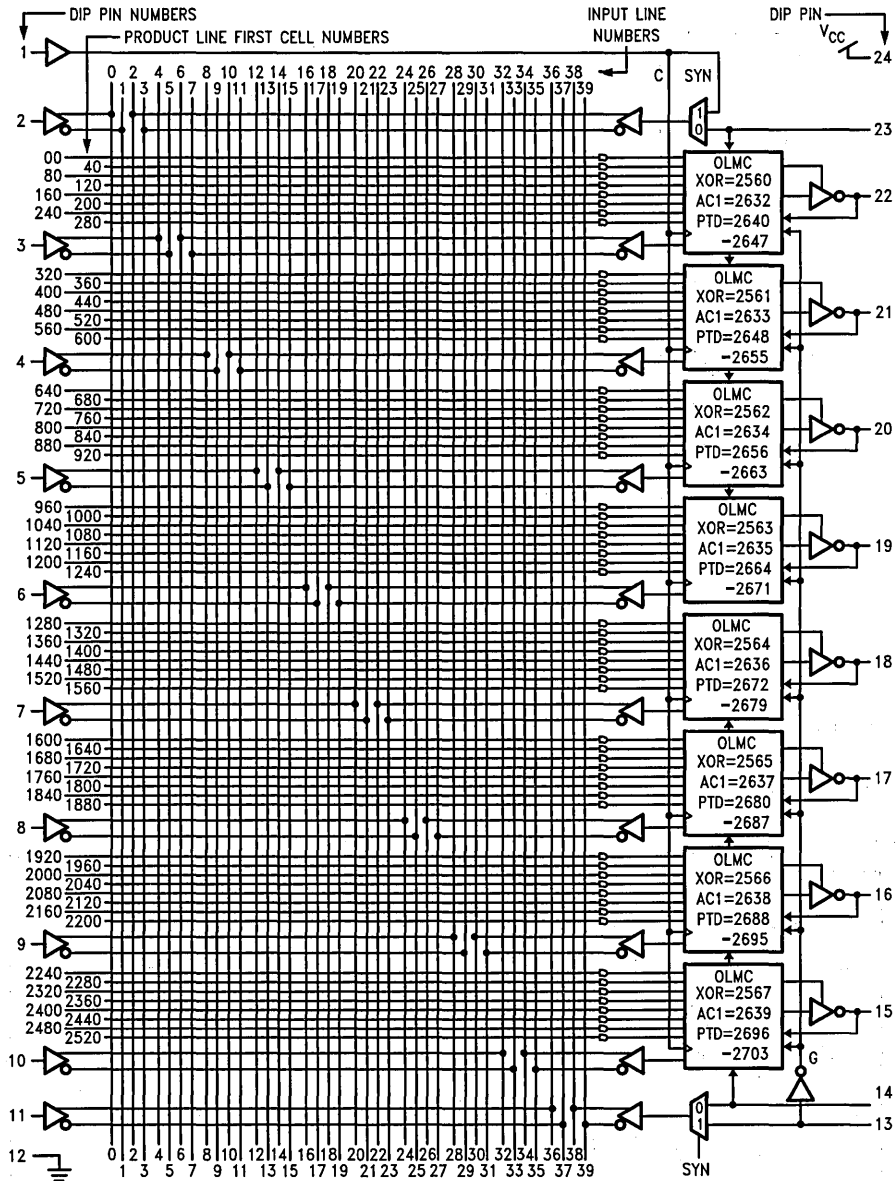 DIP PIN NUMBERS
INPUT LINE NUMBERS
DIP PIN
PRODUCT LINE FIRST CELL NUMBERS
VCC
24
1
0 2 4 6 8 10 12 14 16 18 20 22 24 26 28 30 32 34 36 38
1 3 5 7 9 11 13 15 17 19 21 23 25 27 29 31 33 35 37 39
C
SYN
2
1
0
23
00
40
80
120
160
200
240
280
OLMC
XOR=2560
AC1=2632
PTD=2640
-2647
22
3
320
360
400
440
480
520
560
600
OLMC
XOR=2561
AC1=2633
PTD=2648
-2655
21
4
640
680
720
760
800
840
880
920
OLMC
XOR=2562
AC1=2634
PTD=2656
-2663
20
5
960
1000
1040
1080
1120
1160
1200
1240
OLMC
XOR=2563
AC1=2635
PTD=2664
-2671
19
6
1280
1320
1360
1400
1440
1480
1520
1560
OLMC
XOR=2564
AC1=2636
PTD=2672
-2679
18
7
1600
1640
1680
1720
1760
1800
1840
1880
OLMC
XOR=2565
AC1=2637
PTD=2680
-2687
17
8
1920
1960
2000
2040
2080
2120
2160
2200
OLMC
XOR=2566
AC1=2638
PTD=2688
-2695
16
9
2240
2280
2320
2360
2400
2440
2480
2520
OLMC
XOR=2567
AC1=2639
PTD=2696
-2703
15
10
G
14
11
0
1
13
12
0 2 4 6 8 10 12 14 16 18 20 22 24 26 28 30 32 34 36 38
1 3 5 7 9 11 13 15 17 19 21 23 25 27 29 31 33 35 37 39
SYN